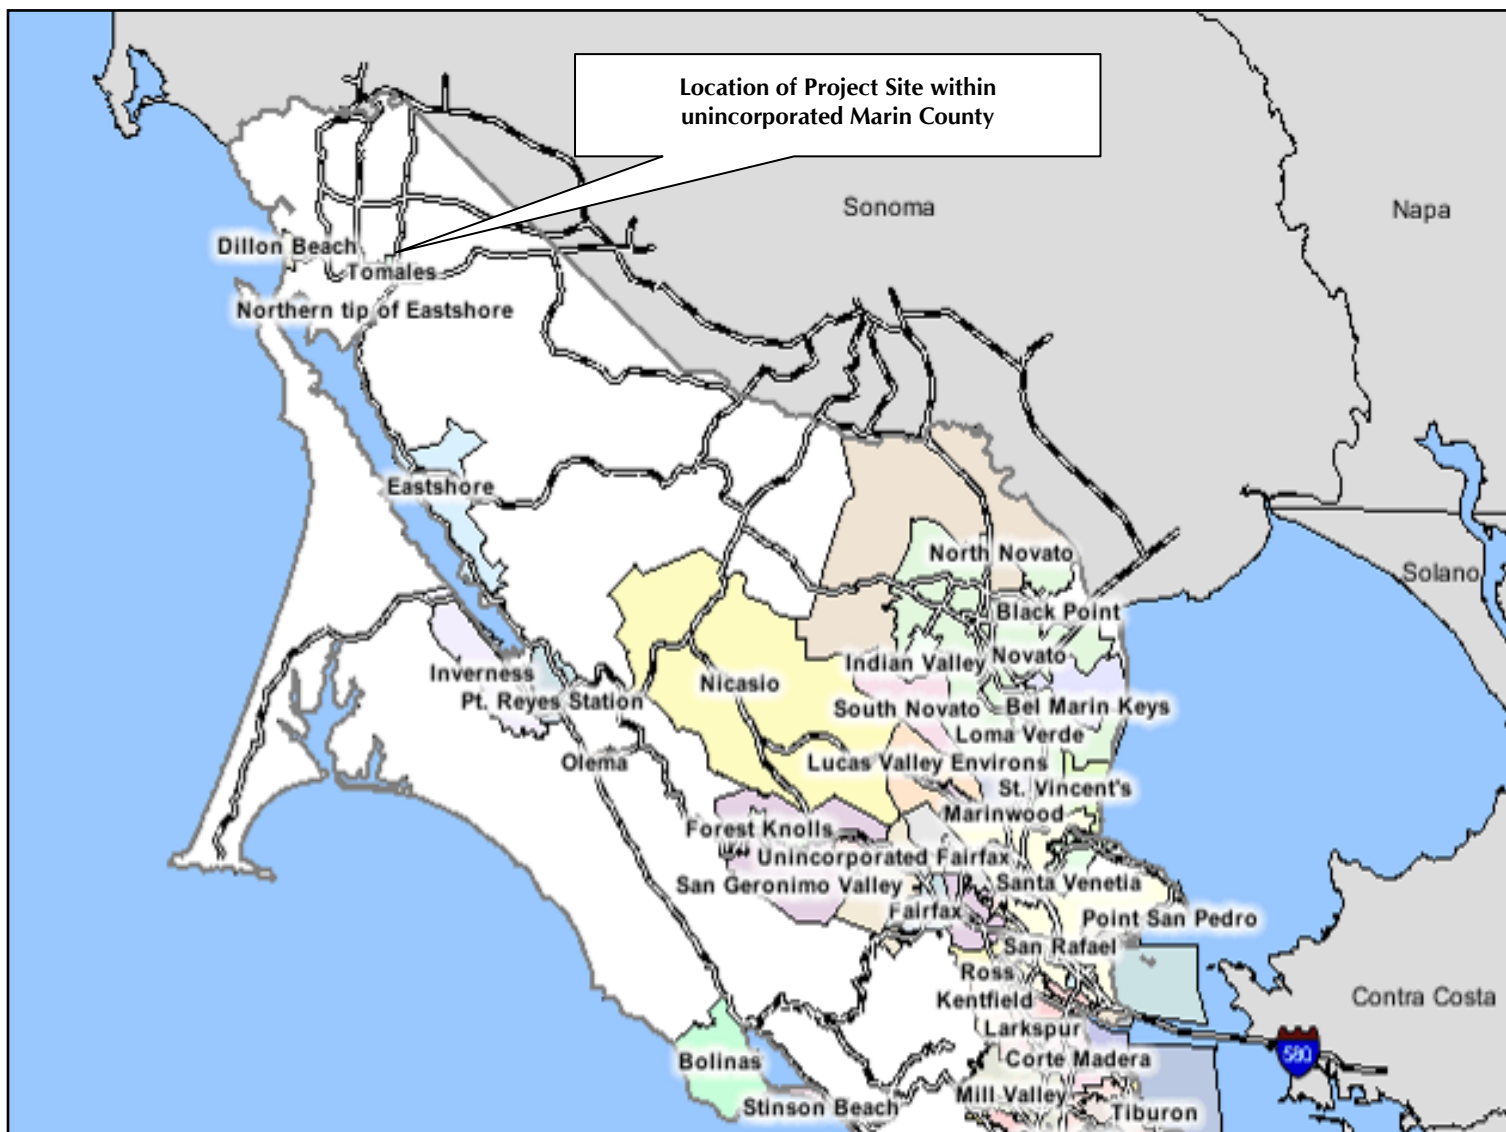 Location of Project Site within
unincorporated Marin County
Sonoma
Napa
Dillon Beach
Tomales
Northern tip of Eastshore
Eastshore
North Novato
Solano
Black Point
Indian Valley
Novato
Inverness
Nicasio
Pt. Reyes Station
South Novato
Bel Marin Keys
Loma Verde
Olema
Lucas Valley Environs
St. Vincent's
Marinwood
Forest Knolls
Unincorporated Fairfax
San Geronimo Valley
Santa Venetia
Fairfax
Point San Pedro
San Rafael
Ross
Kentfield
Contra Costa
Larkspur
580
Bolinas
Corte Madera
Mill Valley
Stinson Beach
Tiburon